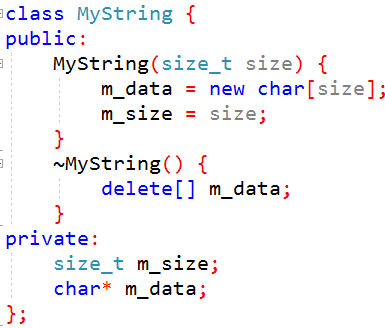 class MyString {
public:
    MyString(size_t size) {
        m_data = new char[size];
        m_size = size;
    }
    ~MyString() {
        delete[] m_data;
    }
private:
    size_t m_size;
    char* m_data;
};